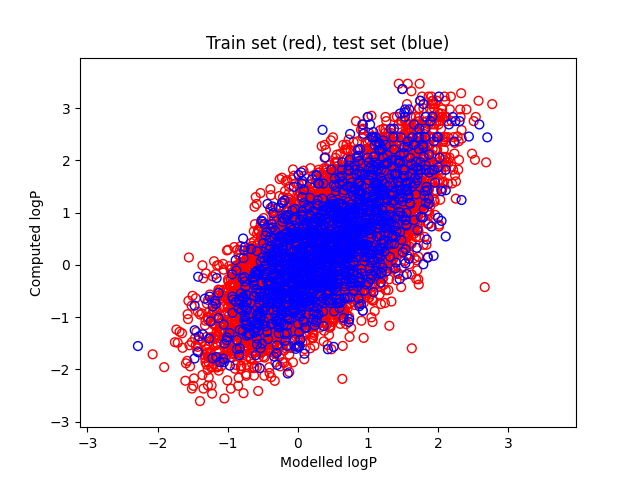 Train set (red), test set (blue)
3
2
1
0
−1
−2
−3
Computed logP
−3 −2 −1 0 1 2 3
Modelled logP